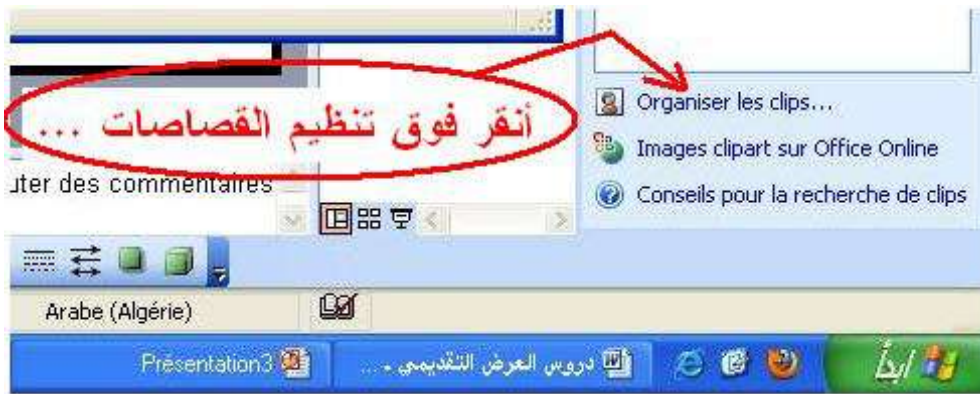 Organiser les clips...
أنقر فوق تنظيم القصاصات ...
Images clipart sur Office Online
uter des commentaires
Conseils pour la recherche de clips
Arabe (Algérie)
Présentation3
دروس العرض التقديمي - ...
ابدأ